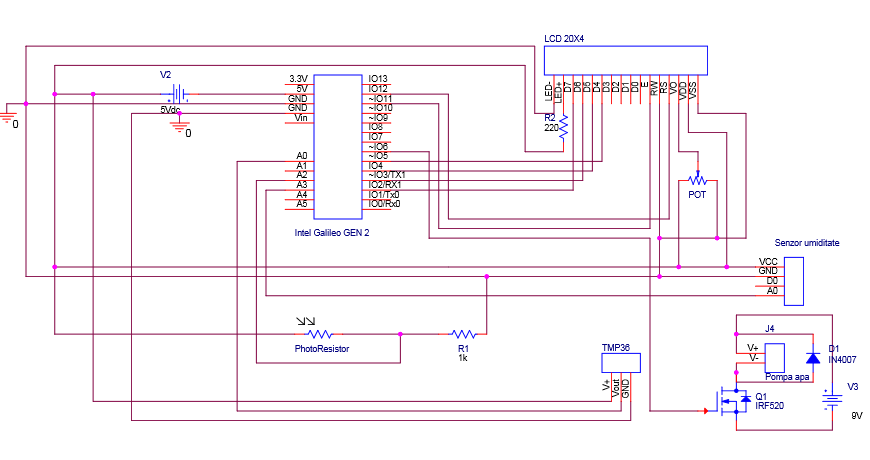 LCD 20X4
LED-
LED+
D7
D6
D5
D4
D3
D2
D1
D0
E
RW
RS
VO
VDD
VSS
V2
5Vdc
0
0
3.3V
5V
GND
GND
Vin
A0
A1
A2
A3
A4
A5
IO13
IO12
~IO11
~IO10
~IO9
IO8
IO7
~IO6
~IO5
IO4
~IO3/TX1
IO2/RX1
IO1/Tx0
IO0/Rx0
Intel Galileo GEN 2
R2
220
POT
Senzor umiditate
VCC
GND
D0
A0
PhotoResistor
R1
1k
TMP36
V+
Vout
GND
J4
V+
V-
Pompa apa
D1
IN4007
Q1
IRF520
V3
9V